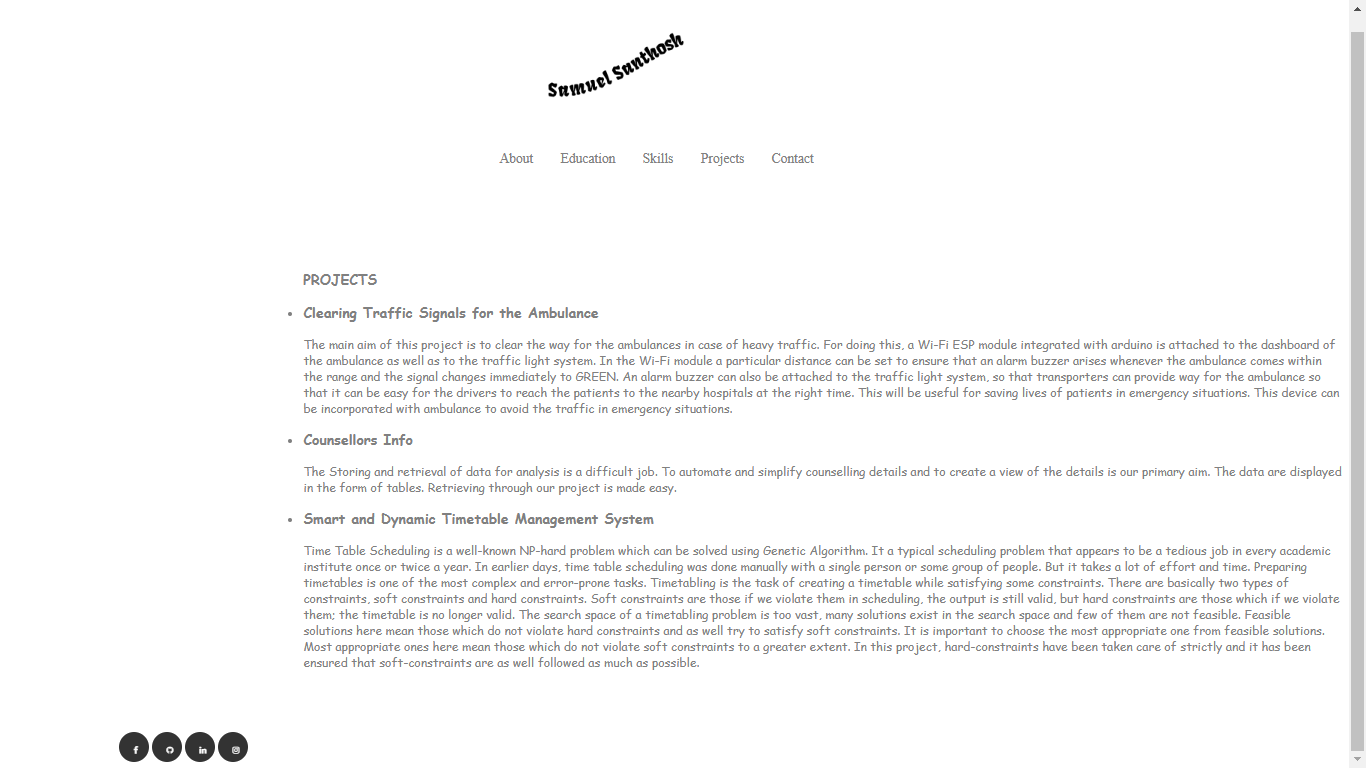 Samuel Santhosh
About Education Skills Projects Contact
PROJECTS
• Clearing Traffic Signals for the Ambulance
The main aim of this project is to clear the way for the ambulances in case of heavy traffic. For doing this, a Wi-Fi ESP module integrated with arduino is attached to the dashboard of
the ambulance as well as to the traffic light system. In the Wi-Fi module a particular distance can be set to ensure that an alarm buzzer arises whenever the ambulance comes within
the range and the signal changes immediately to GREEN. An alarm buzzer can also be attached to the traffic light system, so that transporters can provide way for the ambulance so
that it can be easy for the drivers to reach the patients to the nearby hospitals at the right time. This will be useful for saving lives of patients in emergency situations. This device can
be incorporated with ambulance to avoid the traffic in emergency situations.
• Counsellors Info
The Storing and retrieval of data for analysis is a difficult job. To automate and simplify counselling details and to create a view of the details is our primary aim. The data are displayed
in the form of tables. Retrieving through our project is made easy.
• Smart and Dynamic Timetable Management System
Time Table Scheduling is a well-known NP-hard problem which can be solved using Genetic Algorithm. It a typical scheduling problem that appears to be a tedious job in every academic
institute once or twice a year. In earlier days, time table scheduling was done manually with a single person or some group of people. But it takes a lot of effort and time. Preparing
timetables is one of the most complex and error-prone tasks. Timetabling is the task of creating a timetable while satisfying some constraints. There are basically two types of
constraints, soft constraints and hard constraints. Soft constraints are those if we violate them in scheduling, the output is still valid, but hard constraints are those which if we violate
them; the timetable is no longer valid. The search space of a timetabling problem is too vast, many solutions exist in the search space and few of them are not feasible. Feasible
solutions here mean those which do not violate hard constraints and as well try to satisfy soft constraints. It is important to choose the most appropriate one from feasible solutions.
Most appropriate ones here mean those which do not violate soft constraints to a greater extent. In this project, hard-constraints have been taken care of strictly and it has been
ensured that soft-constraints are as well followed as much as possible.